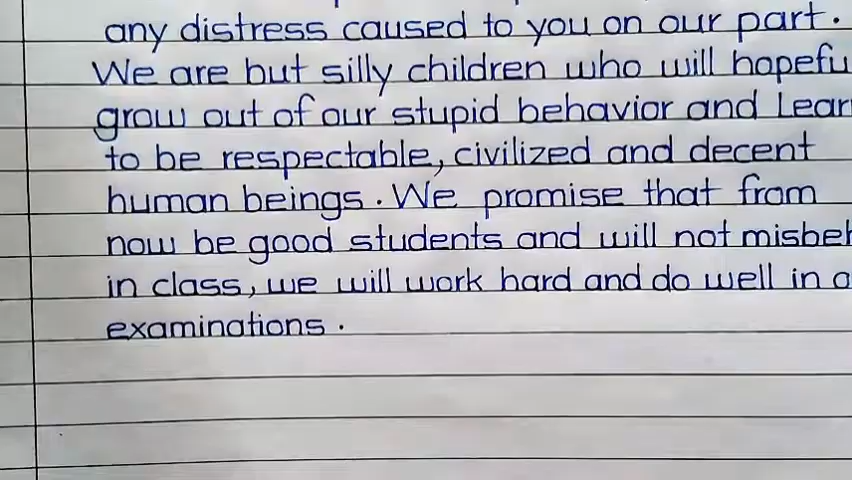 any distress caused to you on our part.
We are but silly children who will hopefu
grow out of our stupid behavior and Lear
to be respectable, civilized and decent
human beings. We promise that from
now be good students and will not misbeh
in class, we will work hard and do well in o
examinations.